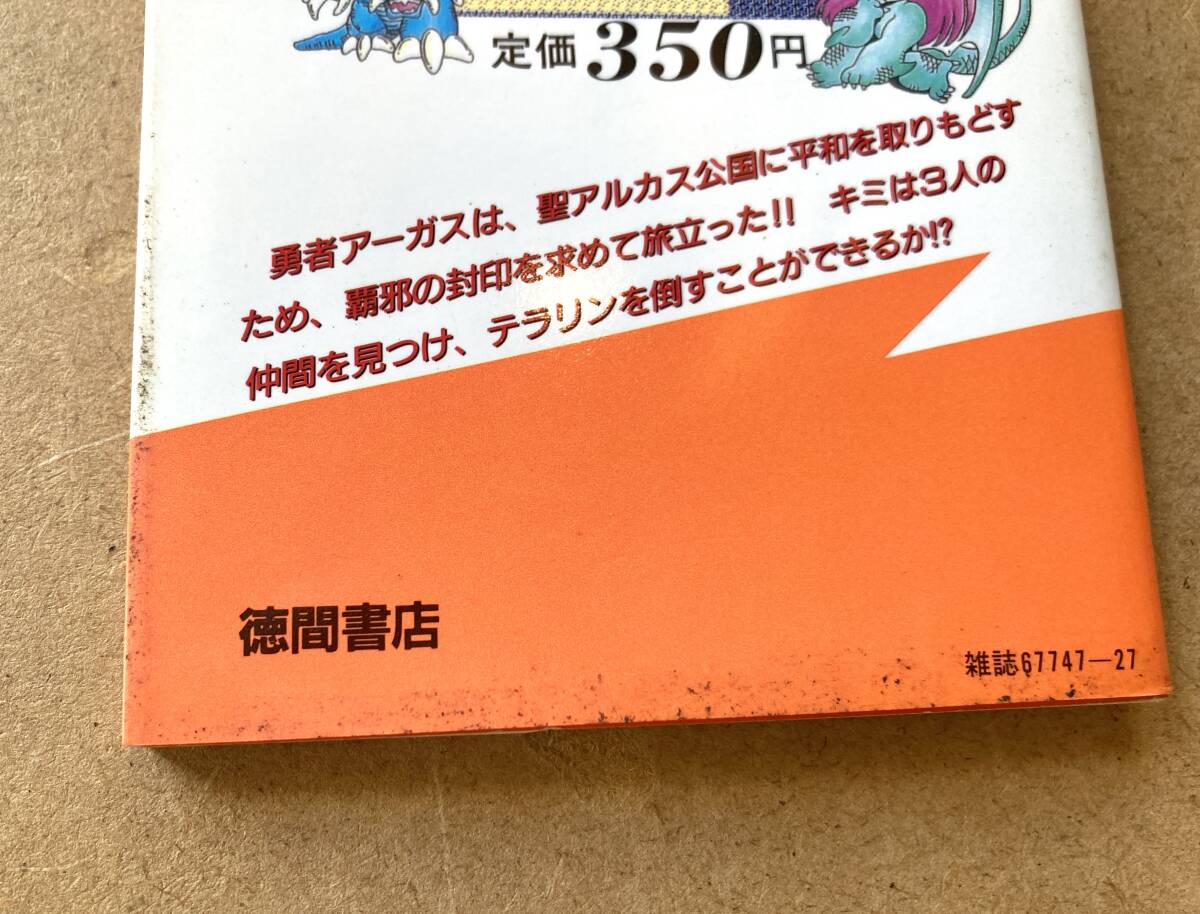 定価350円
勇者アーガスは、聖アルカス公国に平和を取りもどす
ため、覇邪の封印を求めて旅立った!! キミは3人の
仲間を見つけ、テラリンを倒すことができるか!?
徳間書店
雑誌67747-27